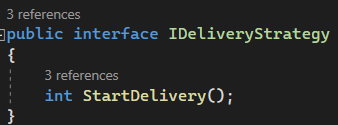 3 references
public interface IDeliveryStrategy
{
3 references
int StartDelivery();
}